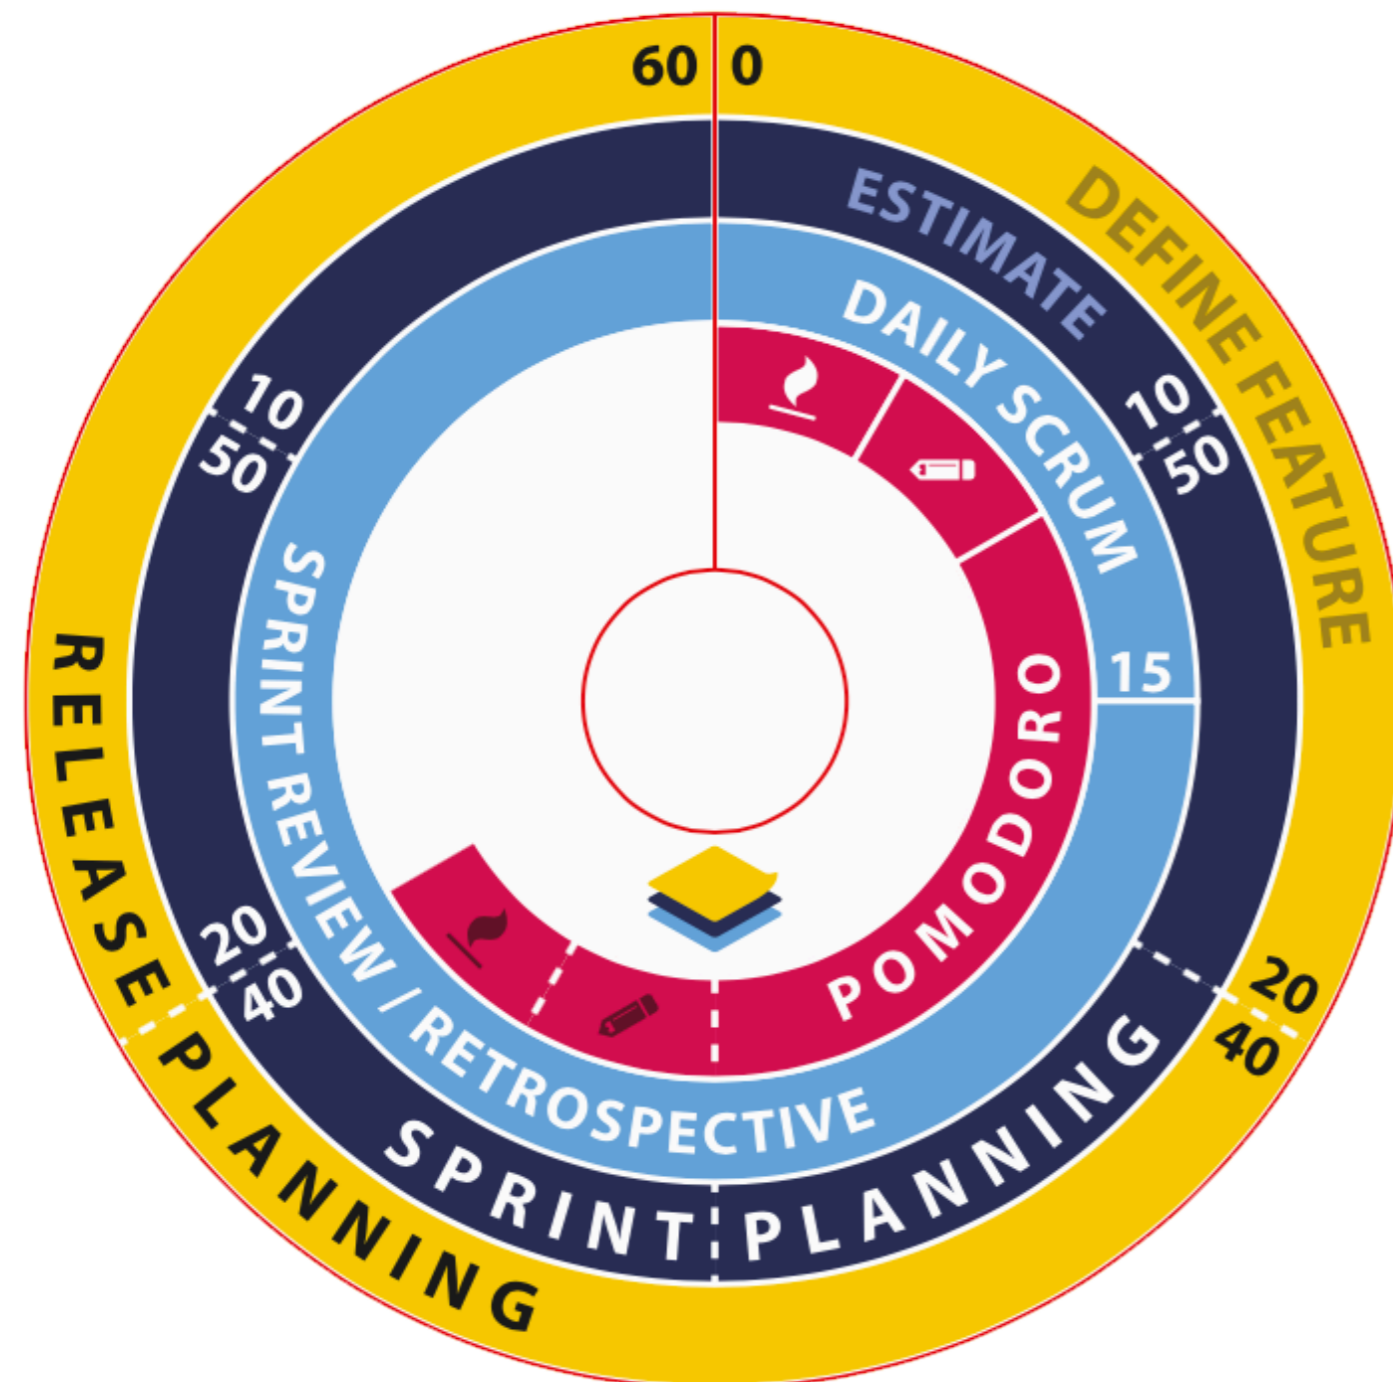 60
0
DEFINE FEATURE
ESTIMATE
DAILY SCRUM
10
50
10
50
15
POMODORO
SPRINT REVIEW / RETROSPECTIVE
20
40
20
40
SPRINT PLANNING
RELEASE PLANNING